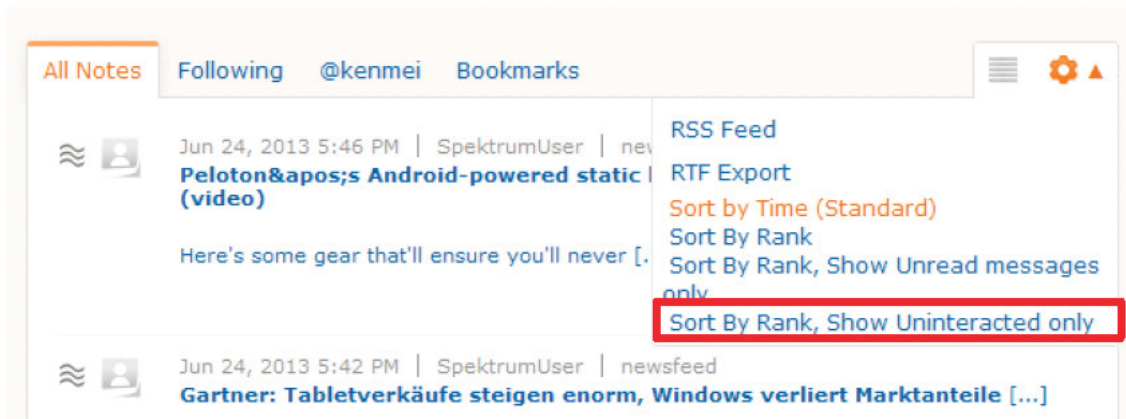 All Notes Following @kenmei Bookmarks
RSS Feed
RTF Export
Sort by Time (Standard)
Sort By Rank
Sort By Rank, Show Unread messages
only
Sort By Rank, Show Uninteracted only
Jun 24, 2013 5:46 PM | SpektrumUser |
Peloton&apos;s Android-powered static
(video)
Here's some gear that'll ensure you'll never [.
Jun 24, 2013 5:42 PM | SpektrumUser | newsfeed
Gartner: Tabletverkäufe steigen enorm, Windows verliert Marktanteile [...]